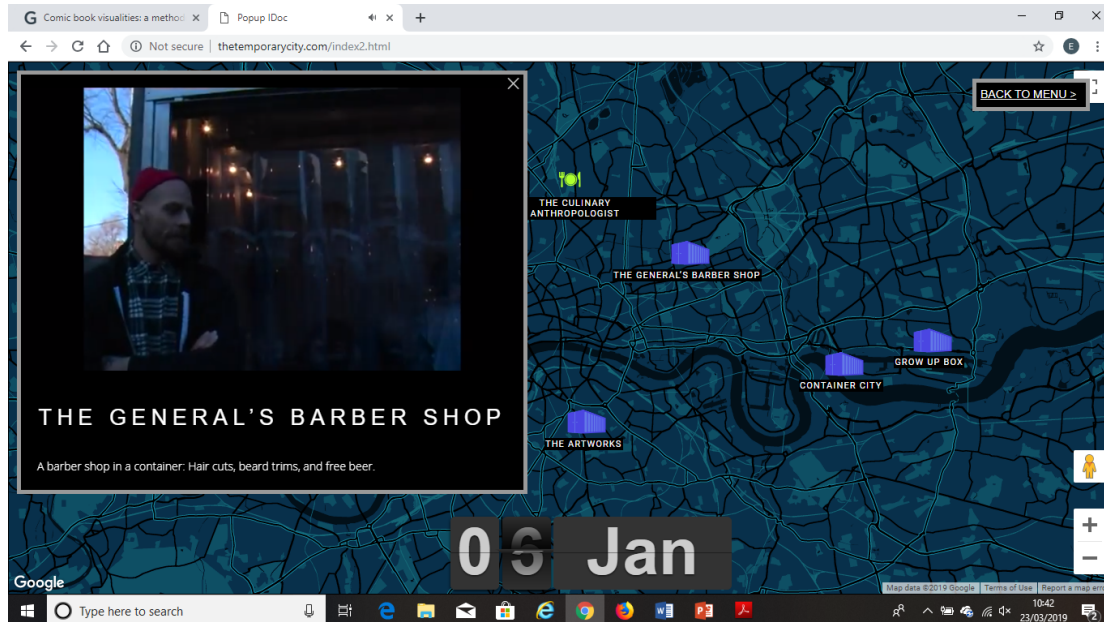 G Comic book visualities: a method
Popup IDoc
Not secure | thetemporarycity.com/index2.html
E
BACK TO MENU >
THE CULINARY
ANTHROPOLOGIST
THE GENERAL'S BARBER SHOP
GROW UP BOX
CONTAINER CITY
THE ARTWORKS
THE GENERAL'S BARBER SHOP
A barber shop in a container: Hair cuts, beard trims, and free beer.
06 Jan
Google
Map data ©2019 Google Terms of Use Report a map erro
Type here to search
10:42
23/03/2019
2